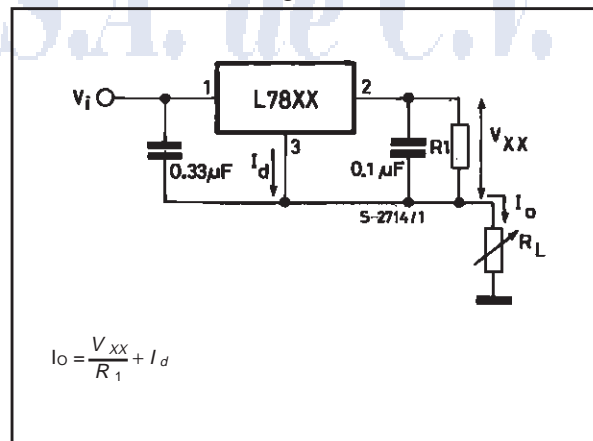 S.A. de C.V.
Vi
1
L78XX
2
3
0.33µF
Id
0.1µF
R1
VXX
S-2714/1
Io
RL
IO = VXX / R1 + Id